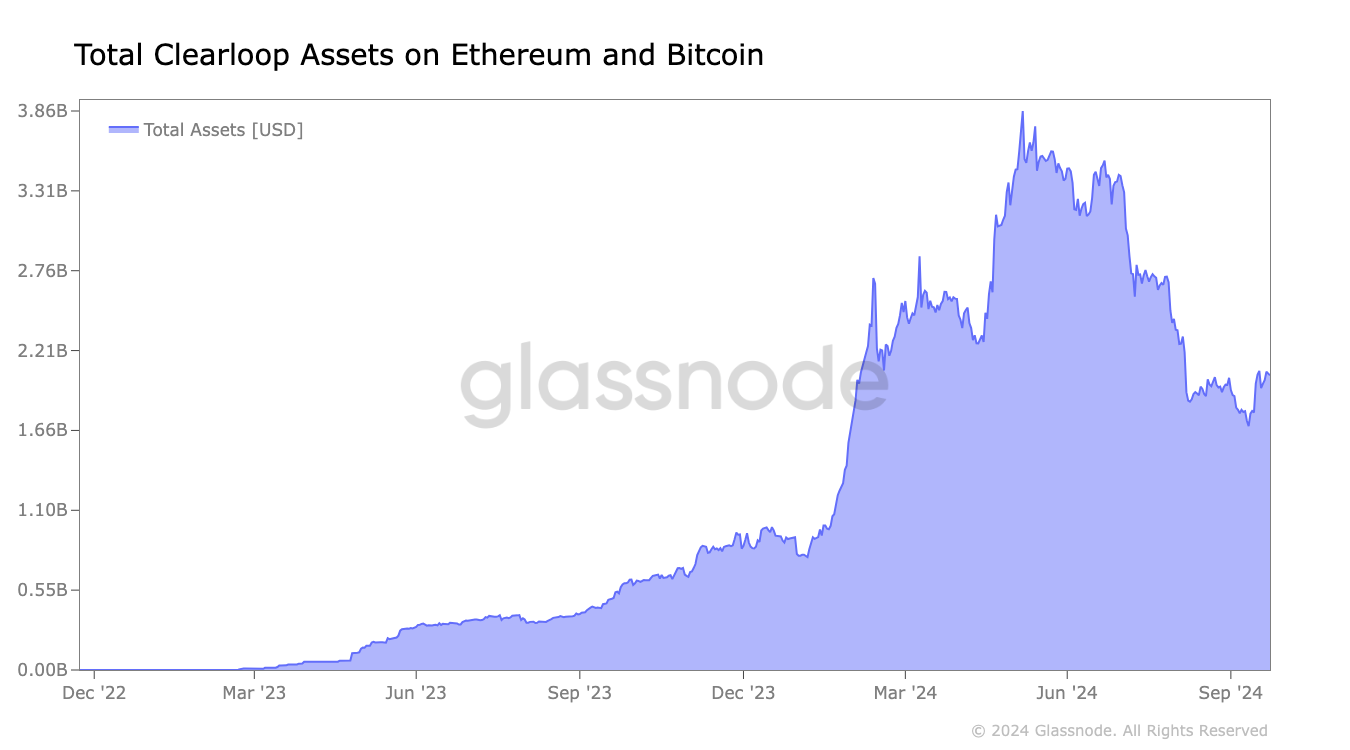 Total Clearloop Assets on Ethereum and Bitcoin
Total Assets [USD]
3.86B
3.31B
2.76B
2.21B
1.66B
1.10B
0.55B
0.00B
glassnode
Dec '22 Mar '23 Jun '23 Sep '23 Dec '23 Mar '24 Jun '24 Sep '24
© 2024 Glassnode. All Rights Reserved